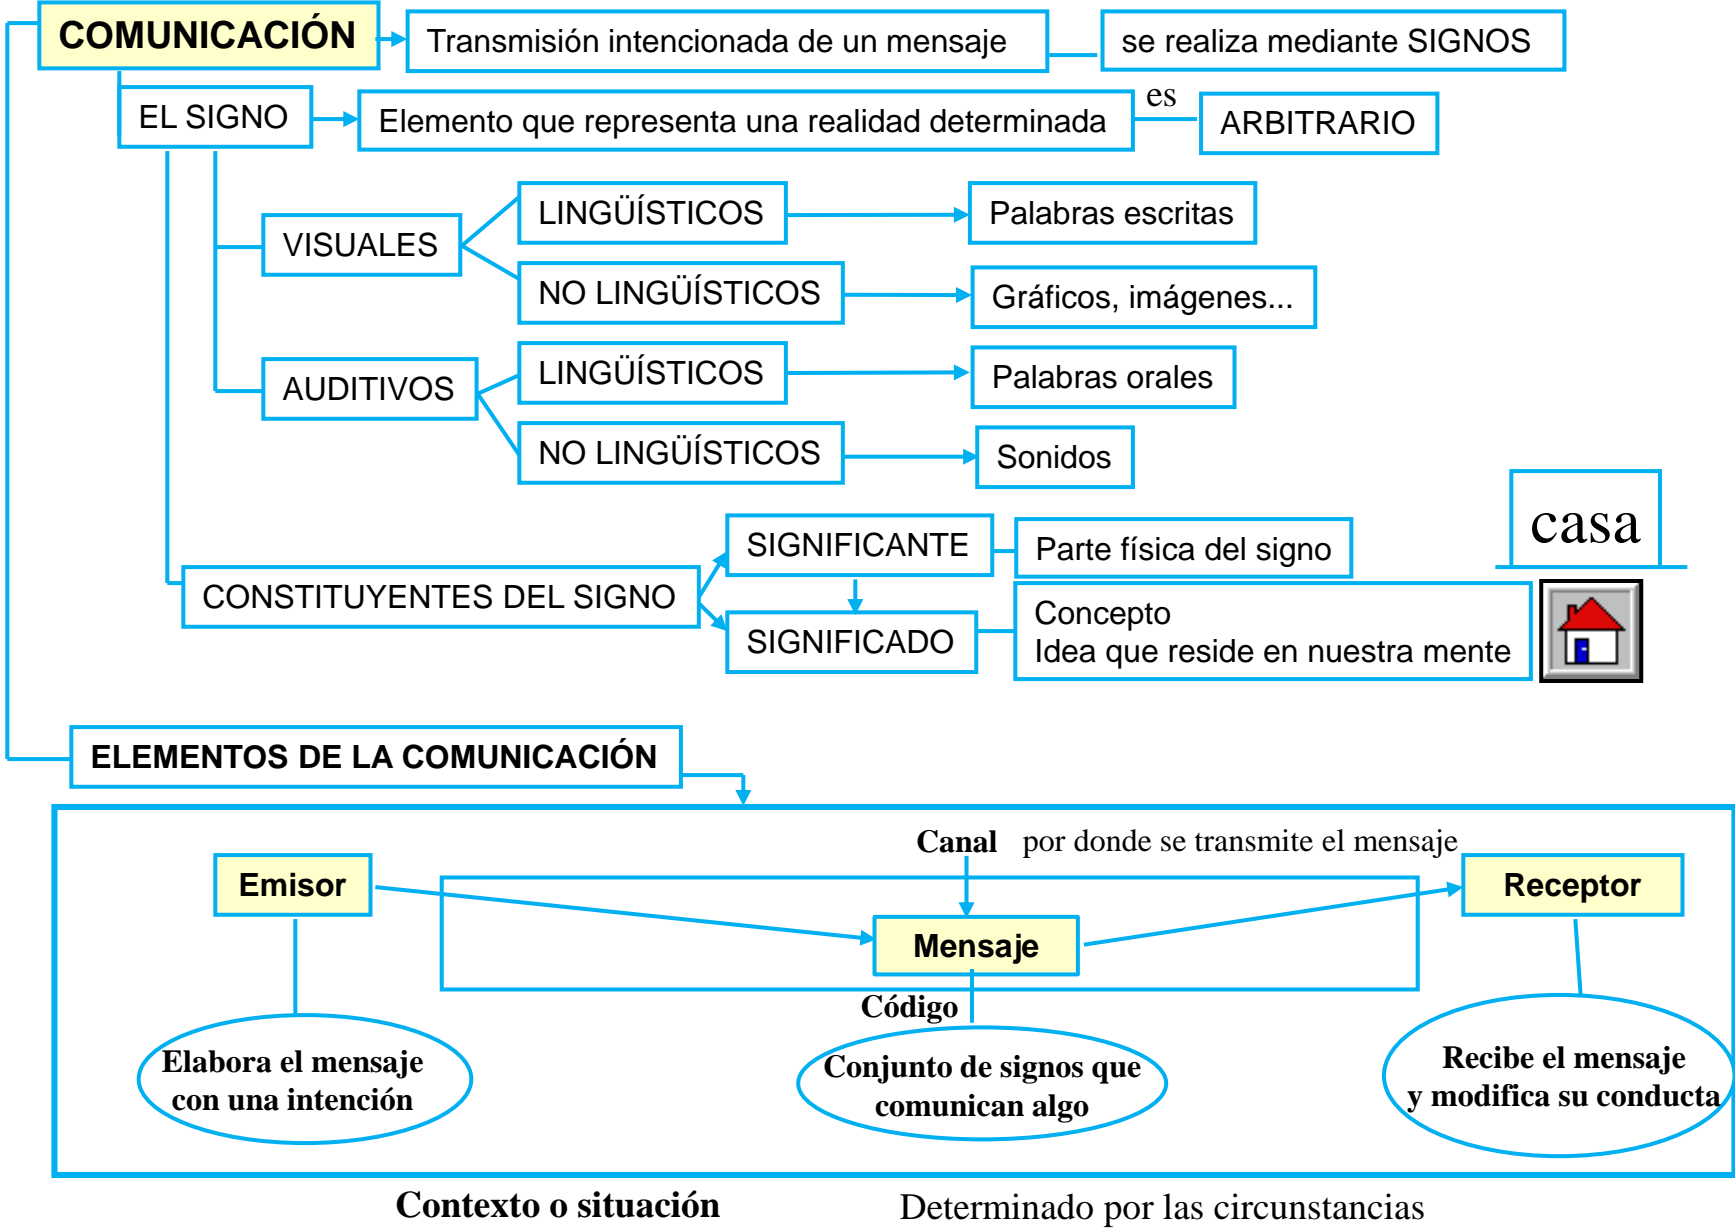 COMUNICACIÓN
Transmisión intencionada de un mensaje
se realiza mediante SIGNOS
EL SIGNO
Elemento que representa una realidad determinada
es
ARBITRARIO
VISUALES
LINGÜÍSTICOS
Palabras escritas
NO LINGÜÍSTICOS
Gráficos, imágenes...
AUDITIVOS
LINGÜÍSTICOS
Palabras orales
NO LINGÜÍSTICOS
Sonidos
CONSTITUYENTES DEL SIGNO
SIGNIFICANTE
Parte física del signo
casa
SIGNIFICADO
Concepto
Idea que reside en nuestra mente
ELEMENTOS DE LA COMUNICACIÓN
Canal por donde se transmite el mensaje
Emisor
Mensaje
Receptor
Código
Elabora el mensaje
con una intención
Conjunto de signos que
comunican algo
Recibe el mensaje
y modifica su conducta
Contexto o situación
Determinado por las circunstancias